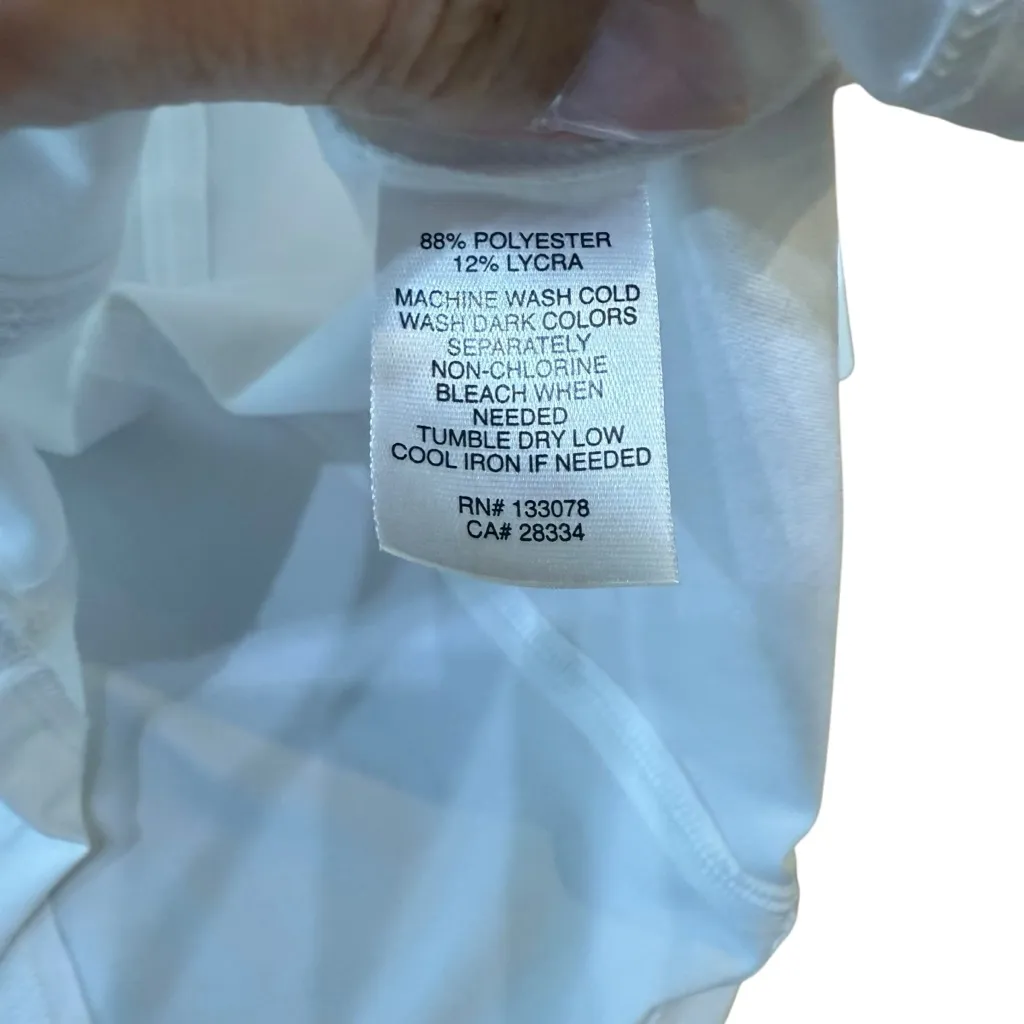 88% POLYESTER
12% LYCRA
MACHINE WASH COLD
WASH DARK COLORS
SEPARATELY
NON-CHLORINE
BLEACH WHEN
NEEDED
TUMBLE DRY LOW
COOL IRON IF NEEDED
RN# 133078
CA# 28334